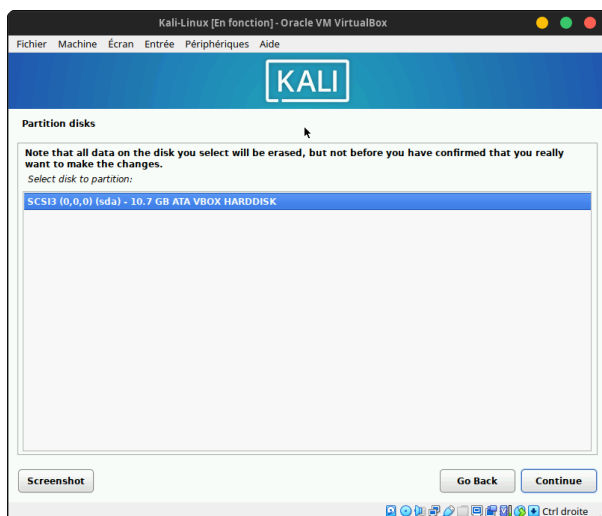 Kali-Linux [En fonction] - Oracle VM VirtualBox
Fichier Machine Écran Entrée Périphériques Aide
KALI
Partition disks
Note that all data on the disk you select will be erased, but not before you have confirmed that you really
want to make the changes.
Select disk to partition:
SCSI3 (0,0,0) (sda) - 10.7 GB ATA VBOX HARDDISK
Screenshot Go Back Continue
Ctrl droite